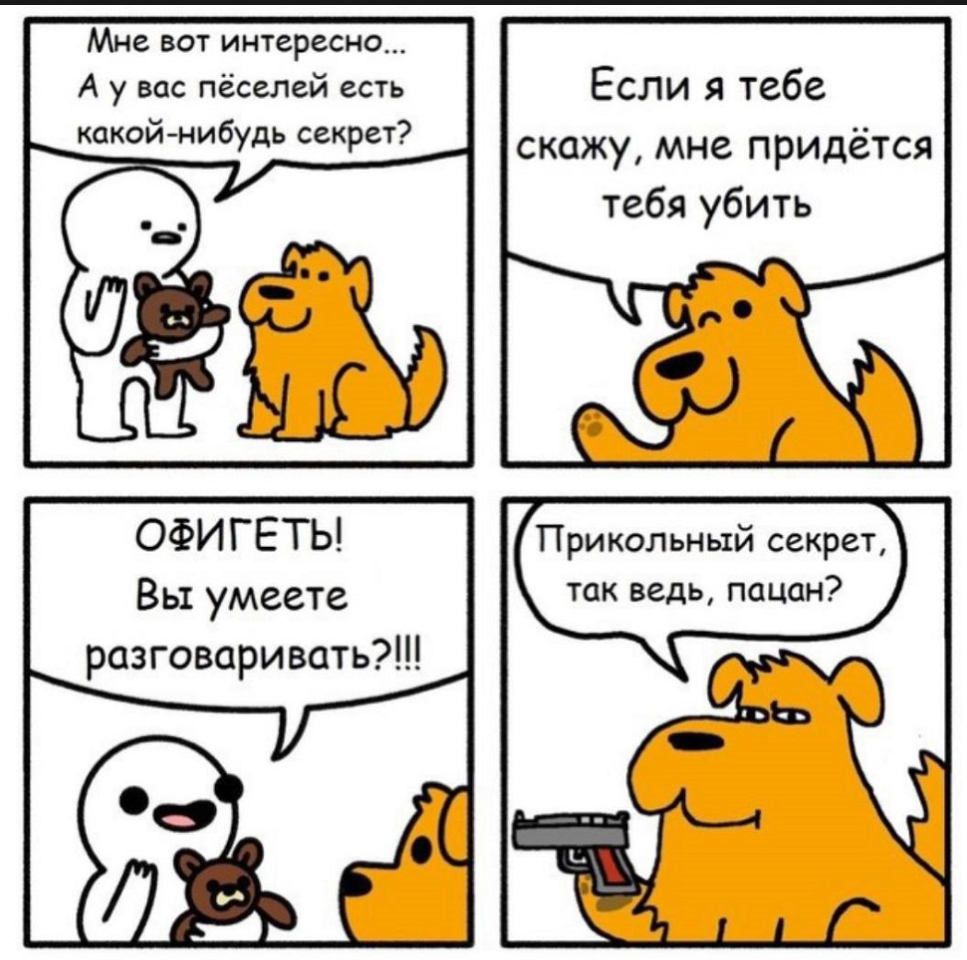 Мне вот интересно...
А у вас пёселей есть
какой-нибудь секрет?
Если я тебе
скажу, мне придётся
тебя убить
ОФИГЕТЬ!
Вы умеете
разговаривать?!!!
Прикольный секрет,
так ведь, пацан?